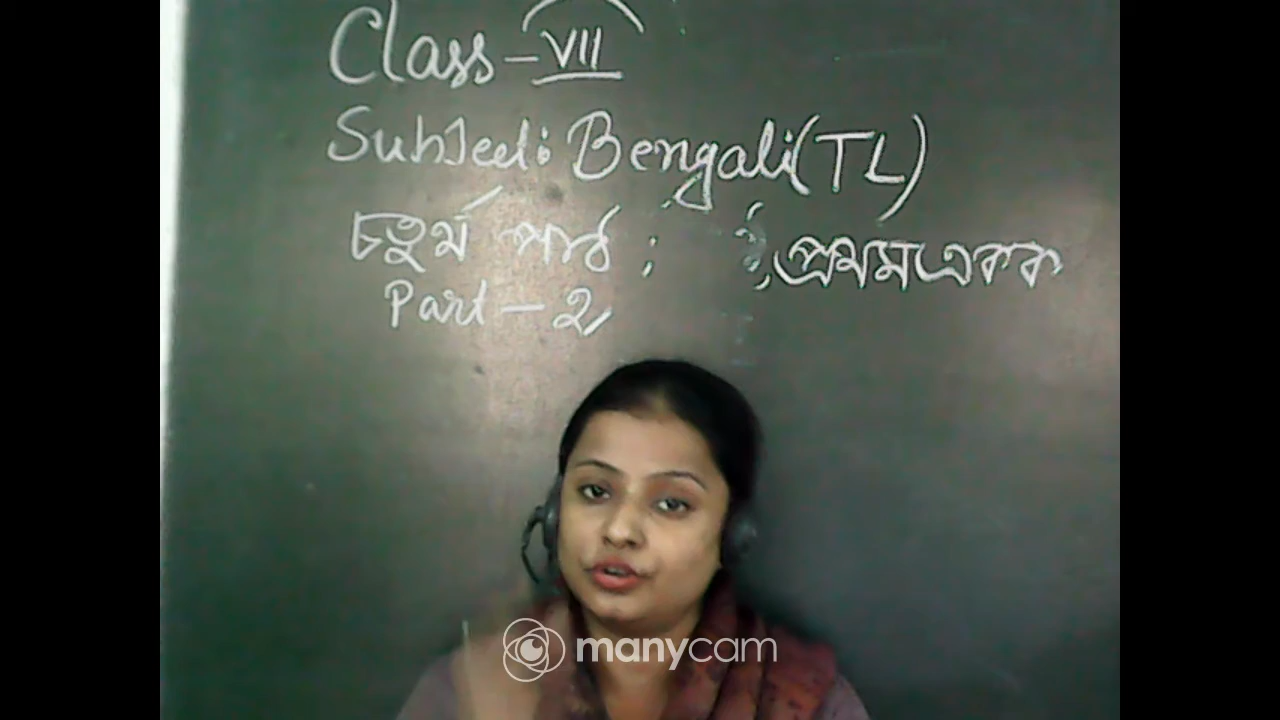 Class - VII
Subject: Bengali (TL)
চতুর্থ পাঠ ; প্রথম একক
Part - 2
manycam